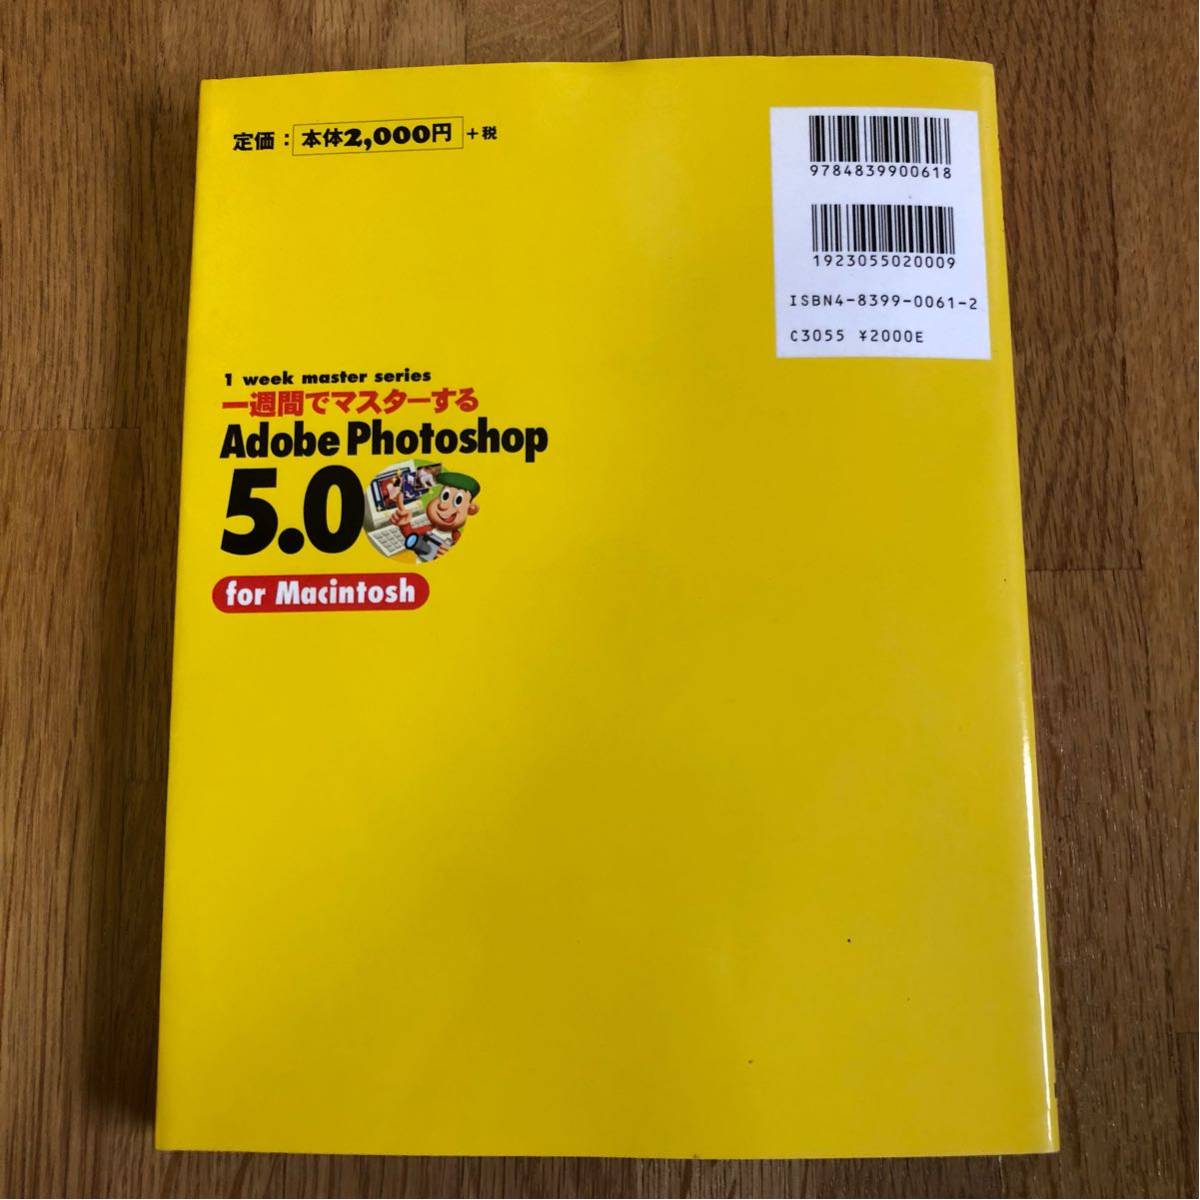 定価：本体2,000円+税
9784839900618
1923055020009
ISBN4-8399-0061-2
C3055 ¥2000E
1 week master series
一週間でマスターする
Adobe Photoshop
5.0
for Macintosh